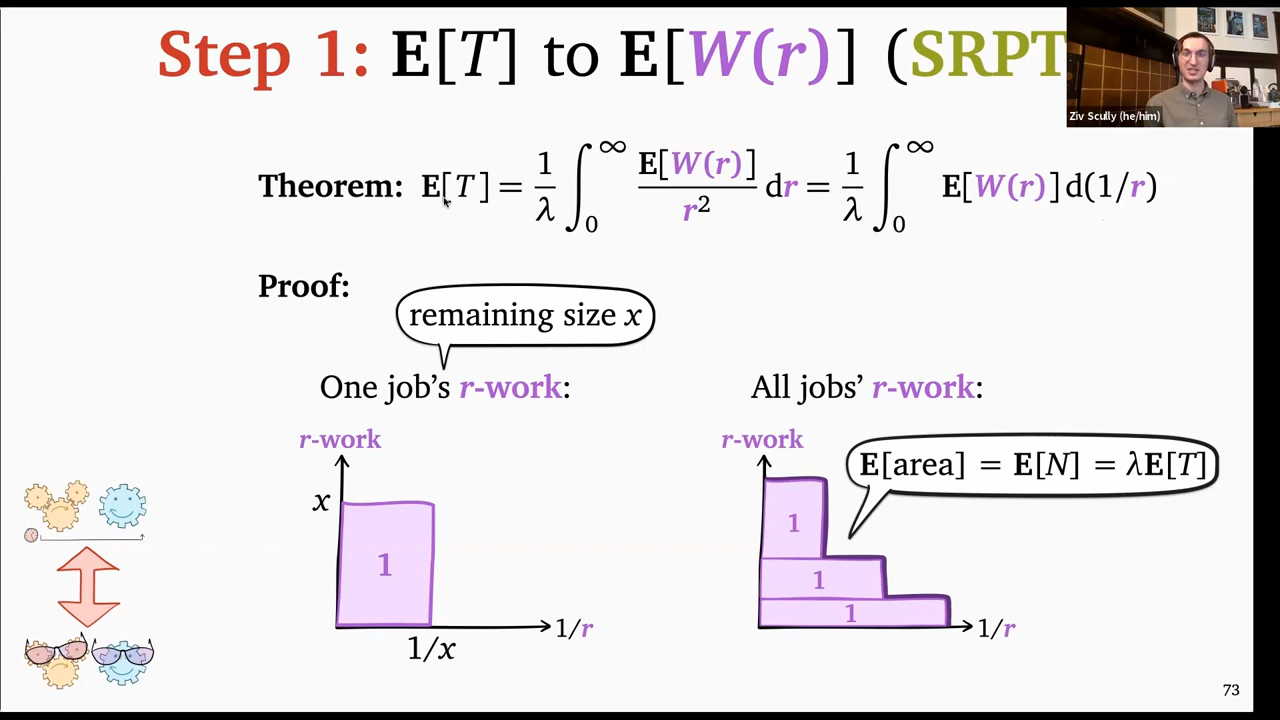 Step 1: E[T] to E[W(r)] (SRPT
Ziv Scully (he/him)
Theorem: E[T] = 1/λ ∫₀^∞ E[W(r)]/r² dr = 1/λ ∫₀^∞ E[W(r)] d(1/r)
Proof:
remaining size x
One job's r-work:
All jobs' r-work:
r-work
r-work
E[area] = E[N] = λE[T]
x
1
1
1
1
1/r
1/r
1/x
73